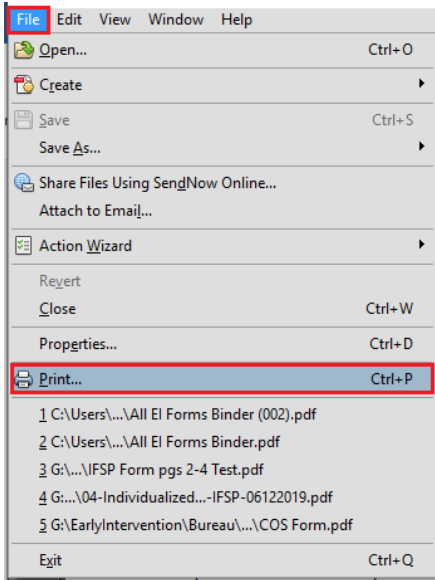 File Edit View Window Help
Open... Ctrl+O
Create
Save Ctrl+S
Save As...
Share Files Using SendNow Online...
Attach to Email...
Action Wizard
Revert
Close Ctrl+W
Properties... Ctrl+D
Print... Ctrl+P
1 C:\Users\...\All EI Forms Binder (002).pdf
2 C:\Users\...\All EI Forms Binder.pdf
3 G:\...\IFSP Form pgs 2-4 Test.pdf
4 G:...\04-Individualized...-IFSP-06122019.pdf
5 G:\EarlyIntervention\Bureau\...\COS Form.pdf
Exit Ctrl+Q